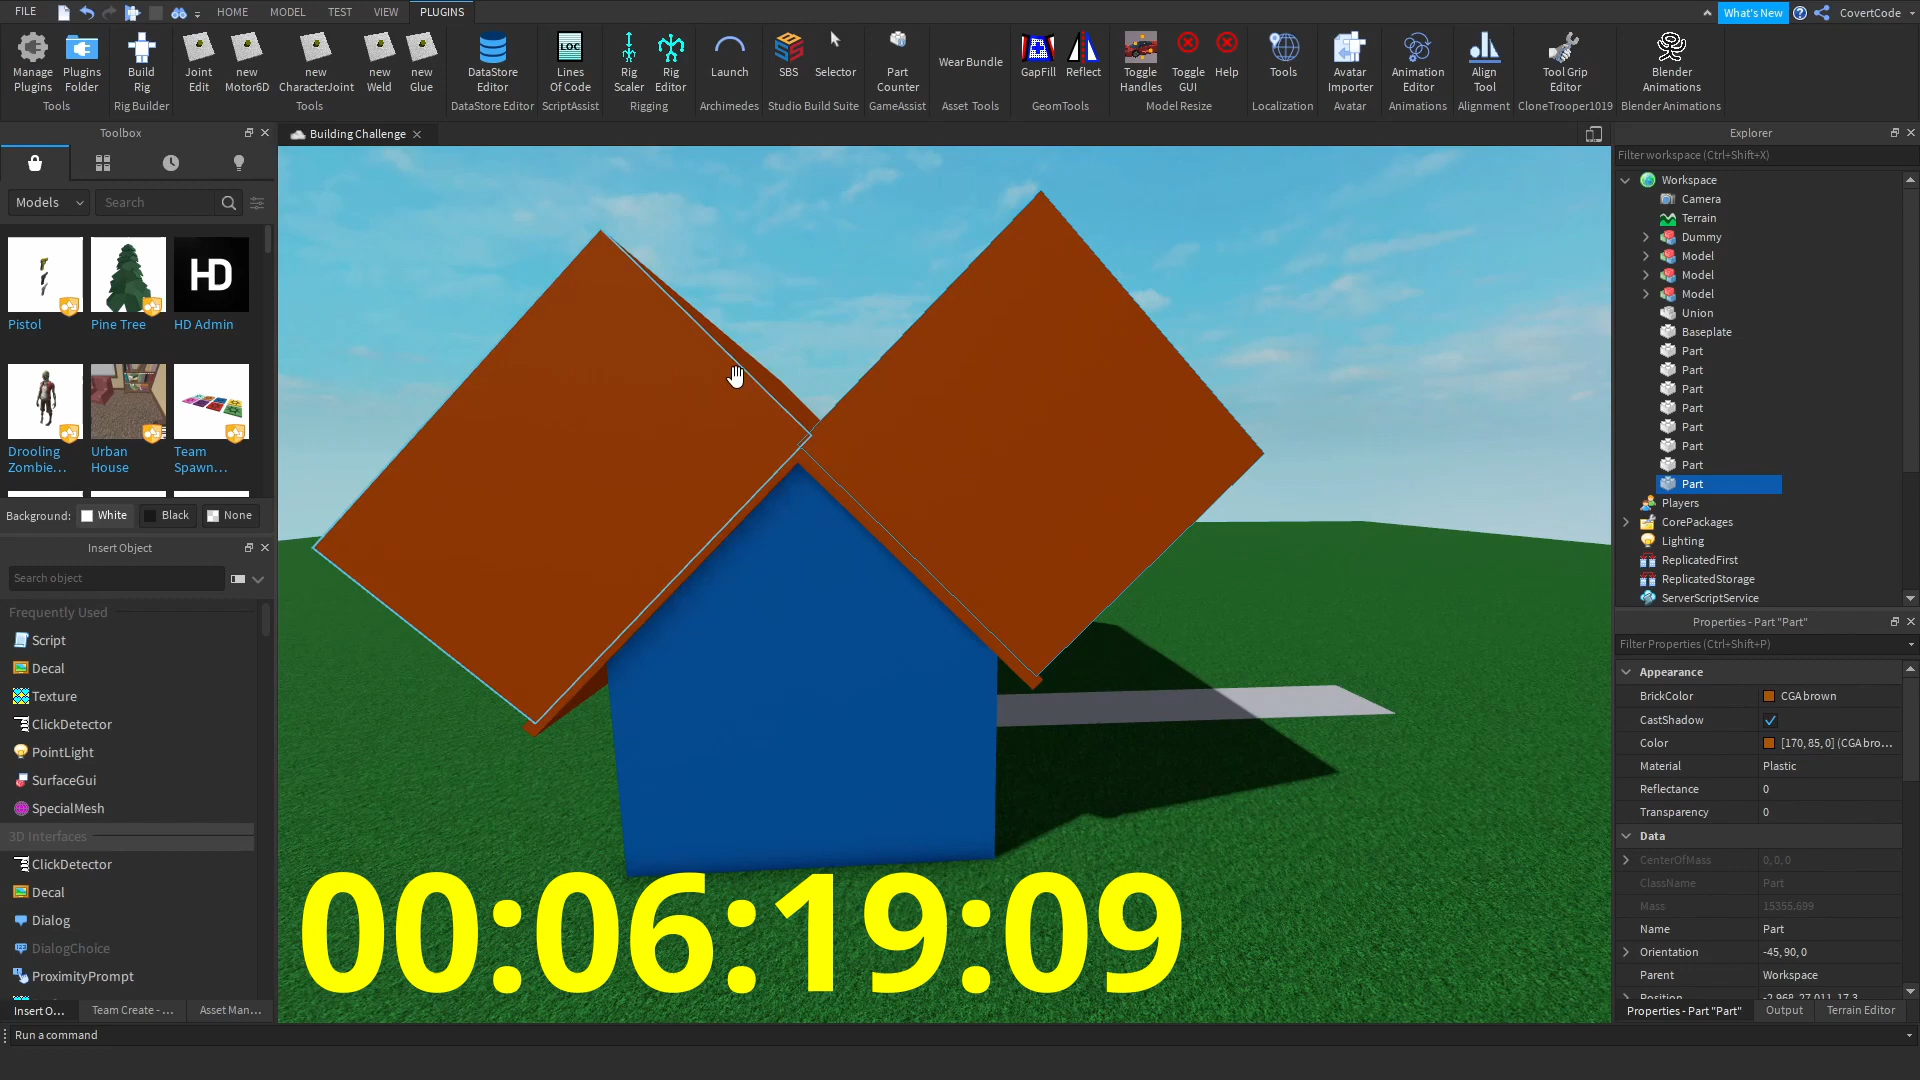 FILE
HOME
MODEL
TEST
VIEW
PLUGINS
What's New
CovertCode
Manage
Plugins
Plugins
Folder
Tools
Build
Rig
Rig Builder
Joint
Edit
new
Motor6D
new
CharacterJoint
new
Weld
new
Glue
Tools
DataStore
Editor
DataStore Editor
LOC
Lines
Of Code
ScriptAssist
Rig
Scaler
Rig
Editor
Rigging
Launch
Archimedes
SBS
Selector
Studio Build Suite
Part
Counter
GameAssist
Wear Bundle
Asset Tools
GapFill
Reflect
GeomTools
Toggle
Handles
Toggle
GUI
Help
Model Resize
Tools
Localization
Avatar
Importer
Avatar
Animation
Editor
Animations
Align
Tool
Alignment
Tool Grip
Editor
CloneTrooper1019
Blender
Animations
Blender Animations
Toolbox
Building Challenge
Models
Search
HD
Pistol
Pine Tree
HD Admin
Drooling
Zombie...
Urban
House
Team
Spawn...
Background:
White
Black
None
Insert Object
Search object
Frequently Used
Script
Decal
Texture
ClickDetector
PointLight
SurfaceGui
SpecialMesh
3D Interfaces
ClickDetector
Decal
Dialog
DialogChoice
ProximityPrompt
Insert O...
Team Create - ...
Asset Man...
Run a command
00:06:19:09
Explorer
Filter workspace (Ctrl+Shift+X)
Workspace
Camera
Terrain
Dummy
Model
Model
Model
Union
Baseplate
Part
Part
Part
Part
Part
Part
Part
Part
Players
CorePackages
Lighting
ReplicatedFirst
ReplicatedStorage
ServerScriptService
Properties - Part "Part"
Filter Properties (Ctrl+Shift+P)
Appearance
BrickColor CGA brown
CastShadow
Color [170, 85, 0] (CGA bro...
Material Plastic
Reflectance 0
Transparency 0
Data
CenterOfMass 0, 0, 0
ClassName Part
Mass 15355.699
Name Part
Orientation -45, 90, 0
Parent Workspace
Position -2.968, 27.011, 17.3
Properties - Part "Part"
Output
Terrain Editor